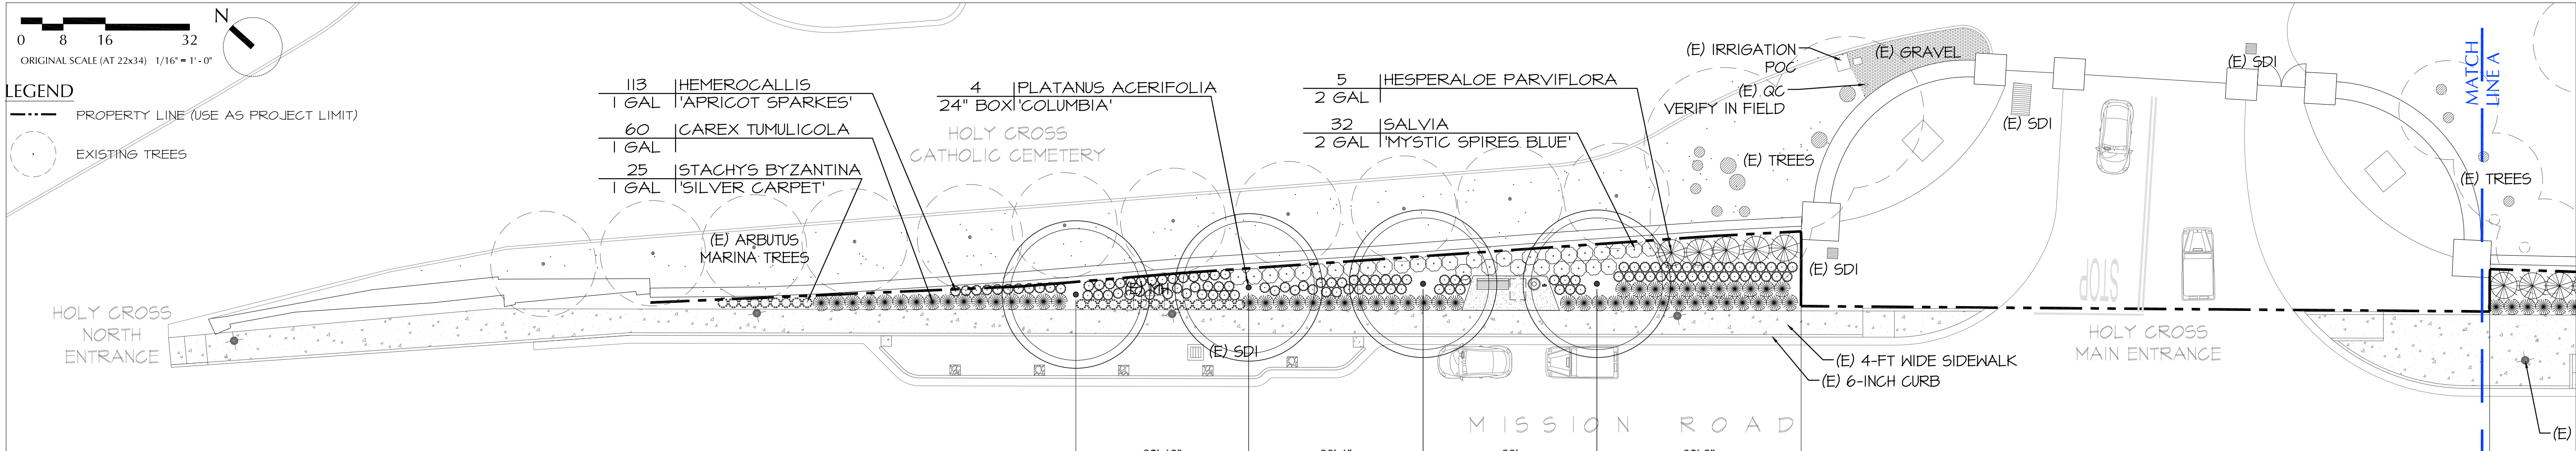 N
0 8 16 32
ORIGINAL SCALE (AT 22x34) 1/16" = 1' - 0"
LEGEND
PROPERTY LINE (USE AS PROJECT LIMIT)
EXISTING TREES
113 HEMEROCALLIS
1 GAL 'APRICOT SPARKES'
60 CAREX TUMULICOLA
1 GAL
25 STACHYS BYZANTINA
1 GAL 'SILVER CARPET'
4 PLATANUS ACERIFOLIA
24" BOX 'COLUMBIA'
HOLY CROSS
CATHOLIC CEMETERY
5 HESPERALOE PARVIFLORA
2 GAL
32 SALVIA
2 GAL 'MYSTIC SPIRES BLUE'
(E) IRRIGATION
POC
(E) QC
VERIFY IN FIELD
(E) GRAVEL
(E) TREES
(E) SDI
(E) SDI
MATCH
LINE A
(E) TREES
(E) ARBUTUS
MARINA TREES
(E) MH
(E) SDI
(E) SDI
STOP
HOLY CROSS
NORTH
ENTRANCE
HOLY CROSS
MAIN ENTRANCE
(E) 4-FT WIDE SIDEWALK
(E) 6-INCH CURB
MISSION ROAD
(E)